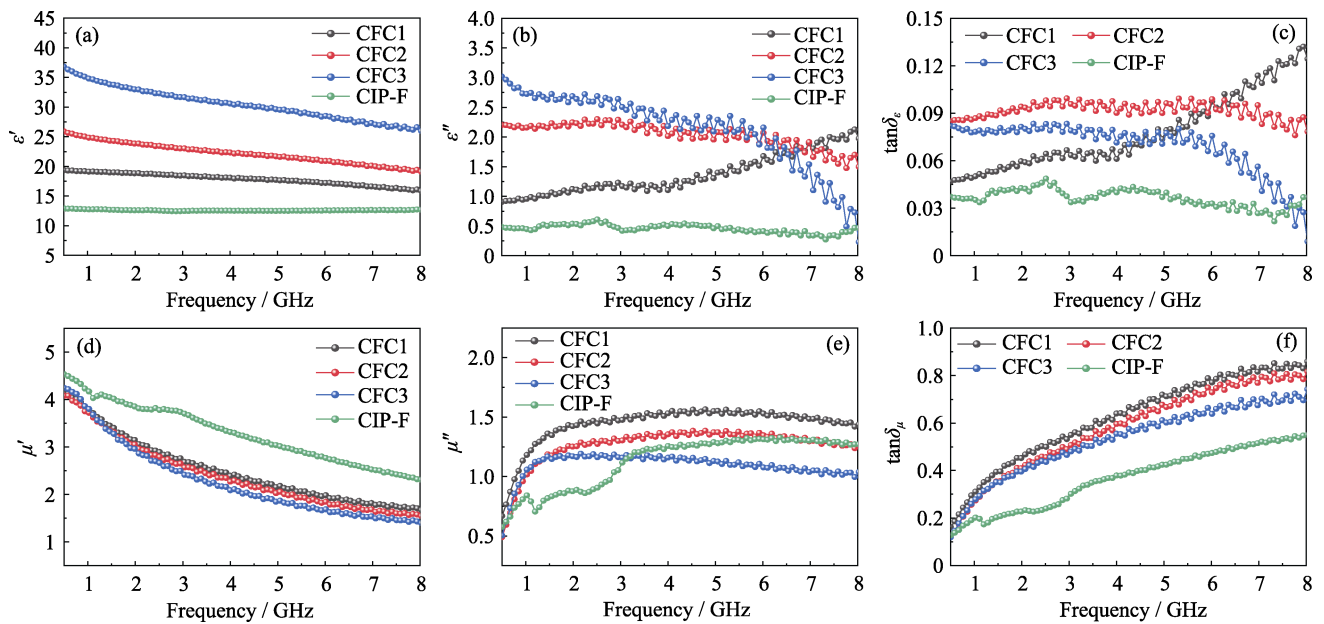 (a)
CFC1
CFC2
CFC3
CIP-F
45
40
35
30
25
20
15
10
5
ε′
1 2 3 4 5 6 7 8
Frequency / GHz
(b)
CFC1
CFC2
CFC3
CIP-F
4.0
3.5
3.0
2.5
2.0
1.5
1.0
0.5
0
ε″
1 2 3 4 5 6 7 8
Frequency / GHz
(c)
CFC1 CFC2
CFC3 CIP-F
0.15
0.12
0.09
0.06
0.03
0
tanδε
1 2 3 4 5 6 7 8
Frequency / GHz
(d)
CFC1
CFC2
CFC3
CIP-F
5
4
3
2
1
μ′
1 2 3 4 5 6 7 8
Frequency / GHz
(e)
CFC1
CFC2
CFC3
CIP-F
2.0
1.5
1.0
0.5
μ″
1 2 3 4 5 6 7 8
Frequency / GHz
(f)
CFC1 CFC2
CFC3 CIP-F
1.0
0.8
0.6
0.4
0.2
0
tanδμ
1 2 3 4 5 6 7 8
Frequency / GHz